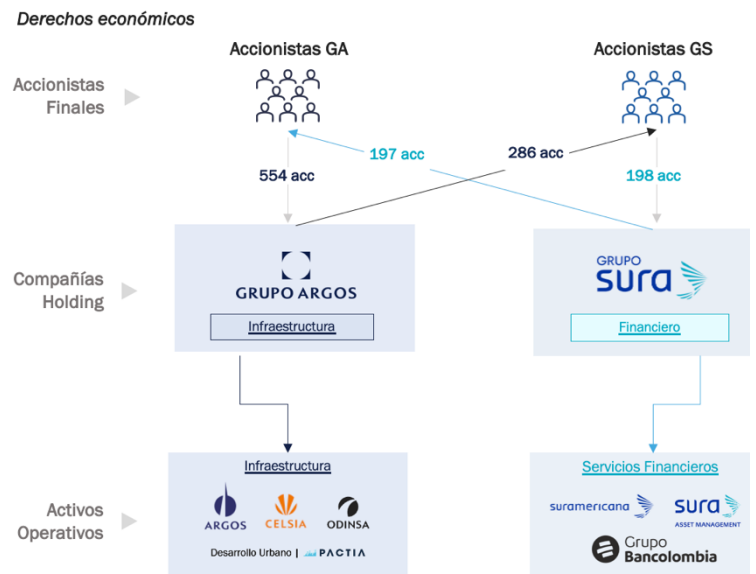 Derechos económicos
Accionistas GA
Accionistas GS
Accionistas
Finales
197 acc
286 acc
554 acc
198 acc
Compañías
Holding
GRUPO ARGOS
Infraestructura
GRUPO
sura
Financiero
Activos
Operativos
Infraestructura
ARGOS
CELSIA
ODINSA
Desarrollo Urbano | PACTIA
Servicios Financieros
suramericana
sura
ASSET MANAGEMENT
Grupo
Bancolombia